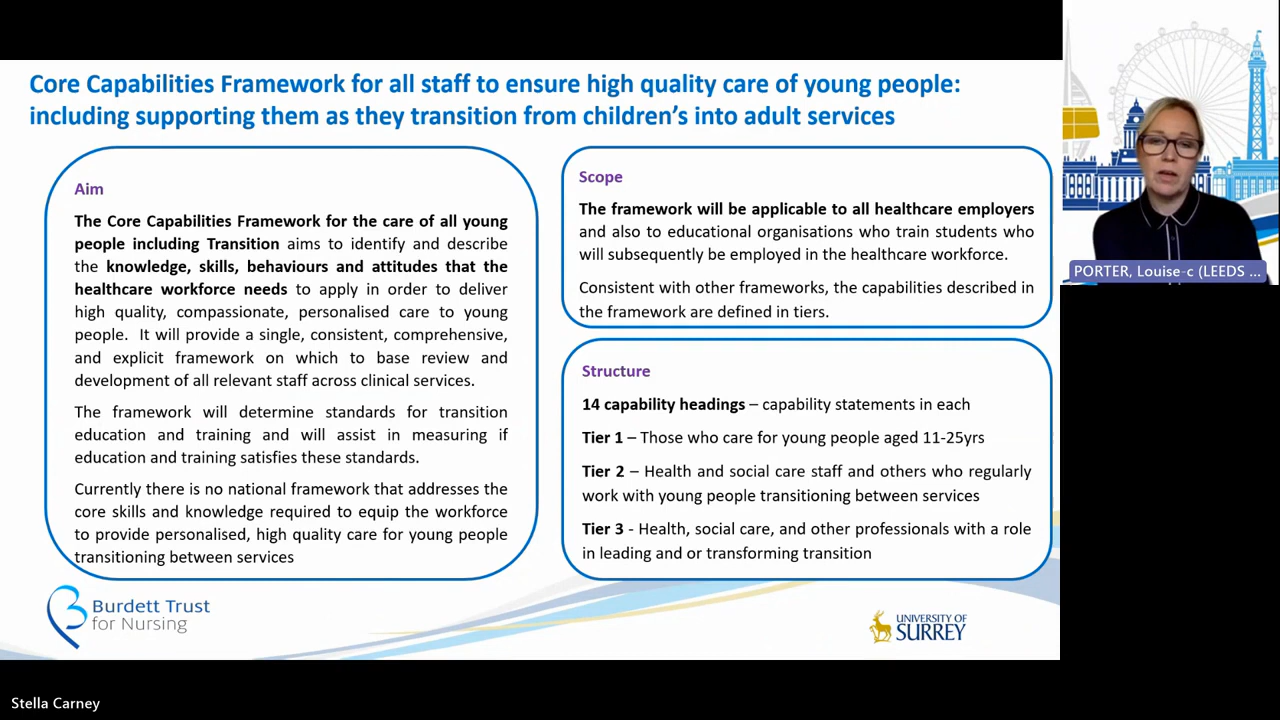 Core Capabilities Framework for all staff to ensure high quality care of young people:
including supporting them as they transition from children's into adult services
Aim
The Core Capabilities Framework for the care of all young
people including Transition aims to identify and describe
the knowledge, skills, behaviours and attitudes that the
healthcare workforce needs to apply in order to deliver
high quality, compassionate, personalised care to young
people. It will provide a single, consistent, comprehensive,
and explicit framework on which to base review and
development of all relevant staff across clinical services.
The framework will determine standards for transition
education and training and will assist in measuring if
education and training satisfies these standards.
Currently there is no national framework that addresses the
core skills and knowledge required to equip the workforce
to provide personalised, high quality care for young people
transitioning between services
Scope
The framework will be applicable to all healthcare employers
and also to educational organisations who train students who
will subsequently be employed in the healthcare workforce.
Consistent with other frameworks, the capabilities described in
the framework are defined in tiers.
Structure
14 capability headings – capability statements in each
Tier 1 – Those who care for young people aged 11-25yrs
Tier 2 – Health and social care staff and others who regularly
work with young people transitioning between services
Tier 3 - Health, social care, and other professionals with a role
in leading and or transforming transition
Burdett Trust
for Nursing
UNIVERSITY OF
SURREY
PORTER, Louise-c (LEEDS ...
Stella Carney